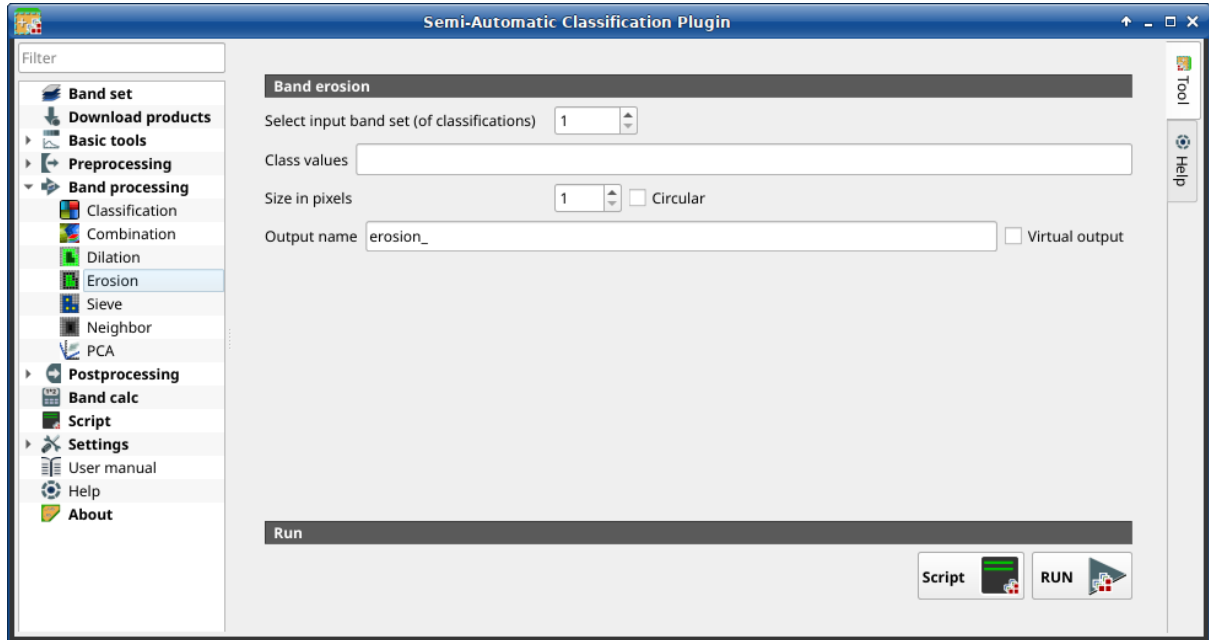 Semi-Automatic Classification Plugin
Filter
Band set
Download products
Basic tools
Preprocessing
Band processing
Classification
Combination
Dilation
Erosion
Sieve
Neighbor
PCA
Postprocessing
Band calc
Script
Settings
User manual
Help
About
Band erosion
Select input band set (of classifications) 1
Class values
Size in pixels 1 Circular
Output name erosion_ Virtual output
Run
Script RUN
Tool
Help